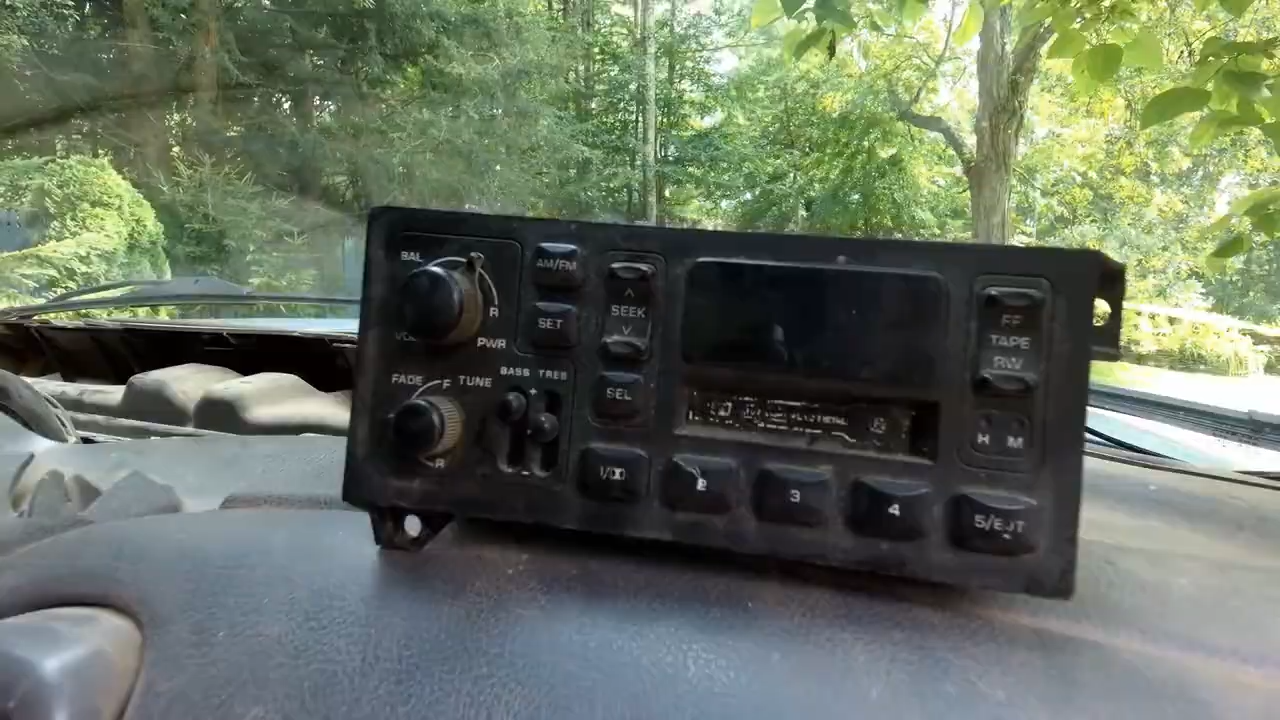 BAL
R
VOL
PWR
AM/FM
SET
^
SEEK
v
SEL
FADE
F
TUNE
R
BASS TREB
+
-
FF
TAPE
RW
H M
2
3
4
5/EJT